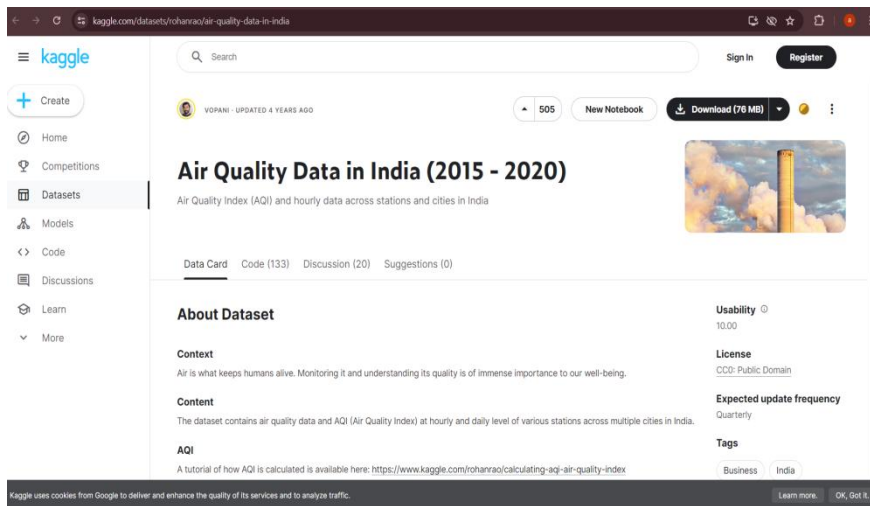 kaggle.com/datasets/rohanrao/air-quality-data-in-india
kaggle
Search
Sign In
Register
Create
VOPANI · UPDATED 4 YEARS AGO
505
New Notebook
Download (76 MB)
Home
Competitions
Datasets
Models
Code
Discussions
Learn
More
Air Quality Data in India (2015 - 2020)
Air Quality Index (AQI) and hourly data across stations and cities in India
Data Card Code (133) Discussion (20) Suggestions (0)
About Dataset
Context
Air is what keeps humans alive. Monitoring it and understanding its quality is of immense importance to our well-being.
Content
The dataset contains air quality data and AQI (Air Quality Index) at hourly and daily level of various stations across multiple cities in India.
AQI
A tutorial of how AQI is calculated is available here: https://www.kaggle.com/rohanrao/calculating-aqi-air-quality-index
Usability
10.00
License
CC0: Public Domain
Expected update frequency
Quarterly
Tags
Business India
Kaggle uses cookies from Google to deliver and enhance the quality of its services and to analyze traffic.
Learn more. OK, Got it.